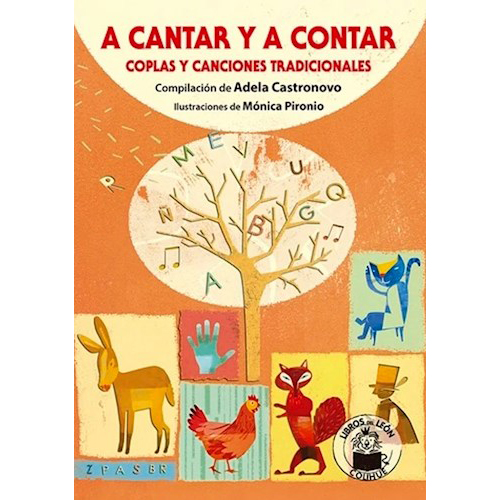 A CANTAR Y A CONTAR
COPLAS Y CANCIONES TRADICIONALES
Compilación de Adela Castronovo
Ilustraciones de Mónica Pironio
R M E V U
Ñ A B G Q
A
Z P A S B R
LIBROS DEL LEÓN
COLIHUE